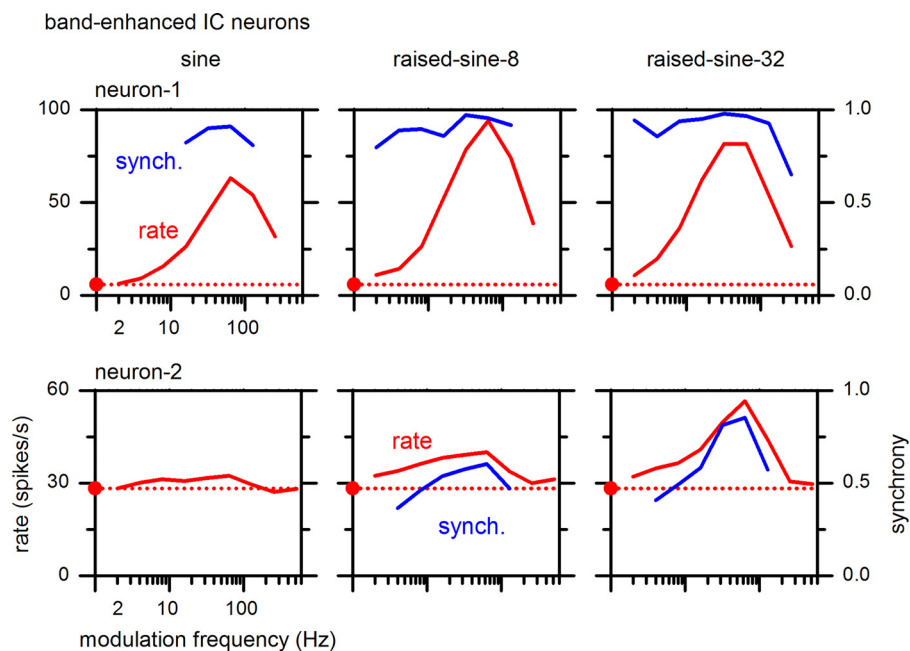 band-enhanced IC neurons
sine raised-sine-8 raised-sine-32
neuron-1
100 1.0
synch.
50 0.5
rate
0 0.0
2 10 100
neuron-2
60 1.0
rate
30 0.5
synch.
0 0.0
2 10 100
rate (spikes/s)
synchrony
modulation frequency (Hz)